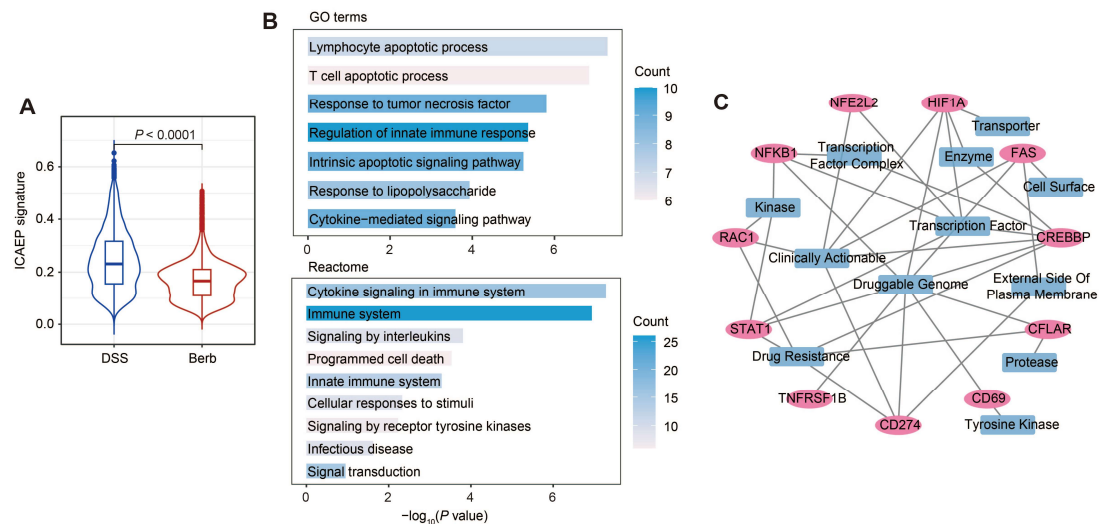 A
P < 0.0001
ICAEP signature
0.6
0.4
0.2
0.0
DSS
Berb
B
GO terms
Lymphocyte apoptotic process
T cell apoptotic process
Response to tumor necrosis factor
Regulation of innate immune response
Intrinsic apoptotic signaling pathway
Response to lipopolysaccharide
Cytokine−mediated signaling pathway
0
2
4
6
Count
10
9
8
7
6
Reactome
Cytokine signaling in immune system
Immune system
Signaling by interleukins
Programmed cell death
Innate immune system
Cellular responses to stimuli
Signaling by receptor tyrosine kinases
Infectious disease
Signal transduction
0
2
4
6
−log10(P value)
Count
25
20
15
10
C
NFE2L2
HIF1A
Transporter
NFKB1
Transcription
Factor Complex
Enzyme
FAS
Cell Surface
Kinase
Transcription Factor
RAC1
CREBBP
Clinically Actionable
Druggable Genome
External Side Of
Plasma Membrane
STAT1
CFLAR
Drug Resistance
Protease
TNFRSF1B
CD69
CD274
Tyrosine Kinase